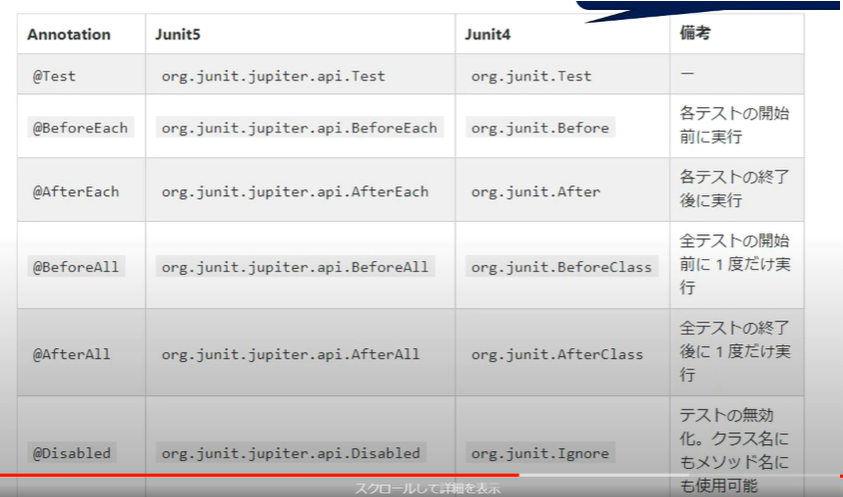 Annotation Junit5 Junit4 備考
@Test org.junit.jupiter.api.Test org.junit.Test ー
@BeforeEach org.junit.jupiter.api.BeforeEach org.junit.Before 各テストの開始
前に実行
@AfterEach org.junit.jupiter.api.AfterEach org.junit.After 各テストの終了
後に実行
@BeforeAll org.junit.jupiter.api.BeforeAll org.junit.BeforeClass 全テストの開始
前に1度だけ実
行
@AfterAll org.junit.jupiter.api.AfterAll org.junit.AfterClass 全テストの終了
後に1度だけ実
行
@Disabled org.junit.jupiter.api.Disabled org.junit.Ignore テストの無効
化。クラス名に
もメソッド名に
も使用可能
スクロールして詳細を表示